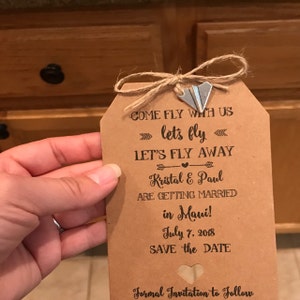 COME FLY WITH US
let's fly
LET'S FLY AWAY
Kristal & Paul
ARE GETTING MARRIED
in Maui!
July 7, 2018
SAVE the DATE
Formal Invitation to Follow